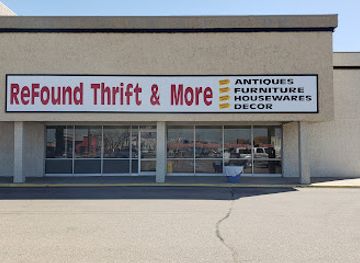 ReFound Thrift & More
ANTIQUES
FURNITURE
HOUSEWARES
DECOR